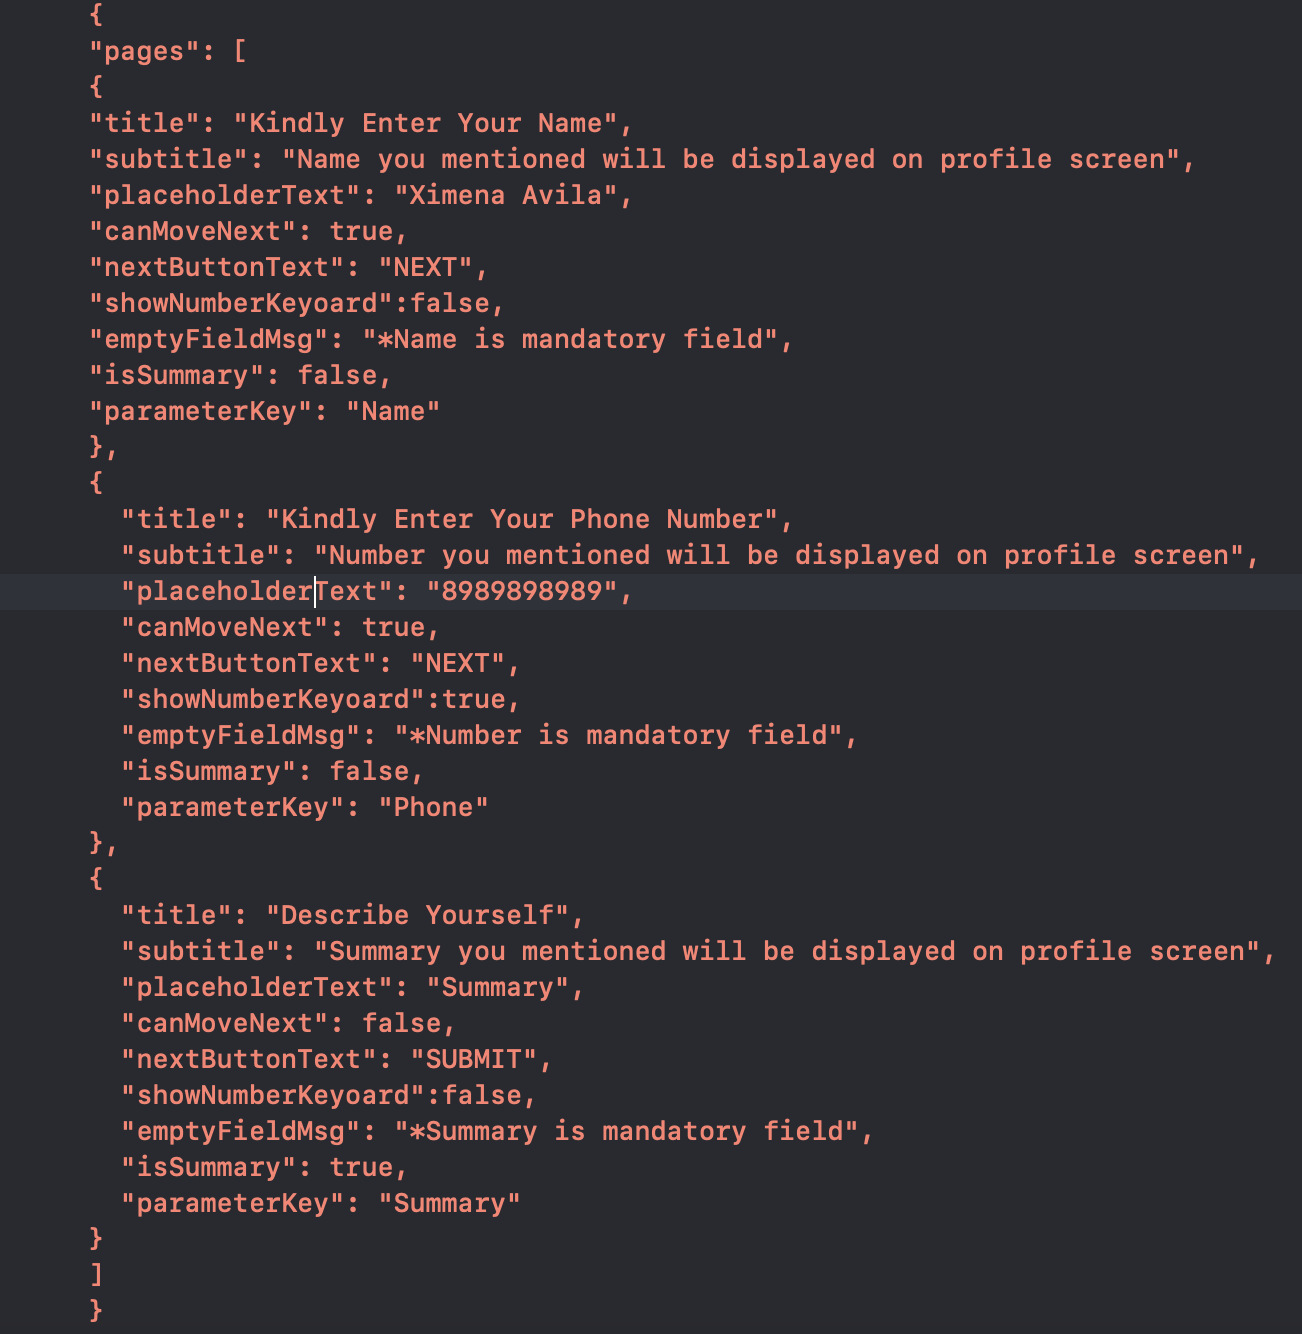 {
"pages": [
{
"title": "Kindly Enter Your Name",
"subtitle": "Name you mentioned will be displayed on profile screen",
"placeholderText": "Ximena Avila",
"canMoveNext": true,
"nextButtonText": "NEXT",
"showNumberKeyoard":false,
"emptyFieldMsg": "*Name is mandatory field",
"isSummary": false,
"parameterKey": "Name"
},
{
"title": "Kindly Enter Your Phone Number",
"subtitle": "Number you mentioned will be displayed on profile screen",
"placeholderText": "8989898989",
"canMoveNext": true,
"nextButtonText": "NEXT",
"showNumberKeyoard":true,
"emptyFieldMsg": "*Number is mandatory field",
"isSummary": false,
"parameterKey": "Phone"
},
{
"title": "Describe Yourself",
"subtitle": "Summary you mentioned will be displayed on profile screen",
"placeholderText": "Summary",
"canMoveNext": false,
"nextButtonText": "SUBMIT",
"showNumberKeyoard":false,
"emptyFieldMsg": "*Summary is mandatory field",
"isSummary": true,
"parameterKey": "Summary"
}
]
}